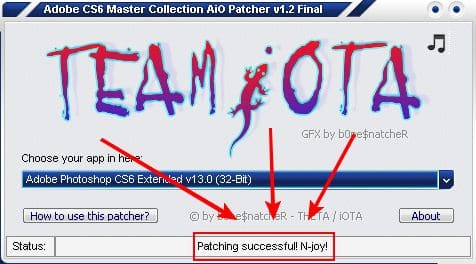 Adobe CS6 Master Collection AiO Patcher v1.2 Final
TEAM iOTA
GFX by b0ne$natcheR
Choose your app in here:
Adobe Photoshop CS6 Extended v13.0 (32-Bit)
How to use this patcher?
© by b0ne$natcheR - THETA / iOTA
About
Status:
Patching successful! N-joy!